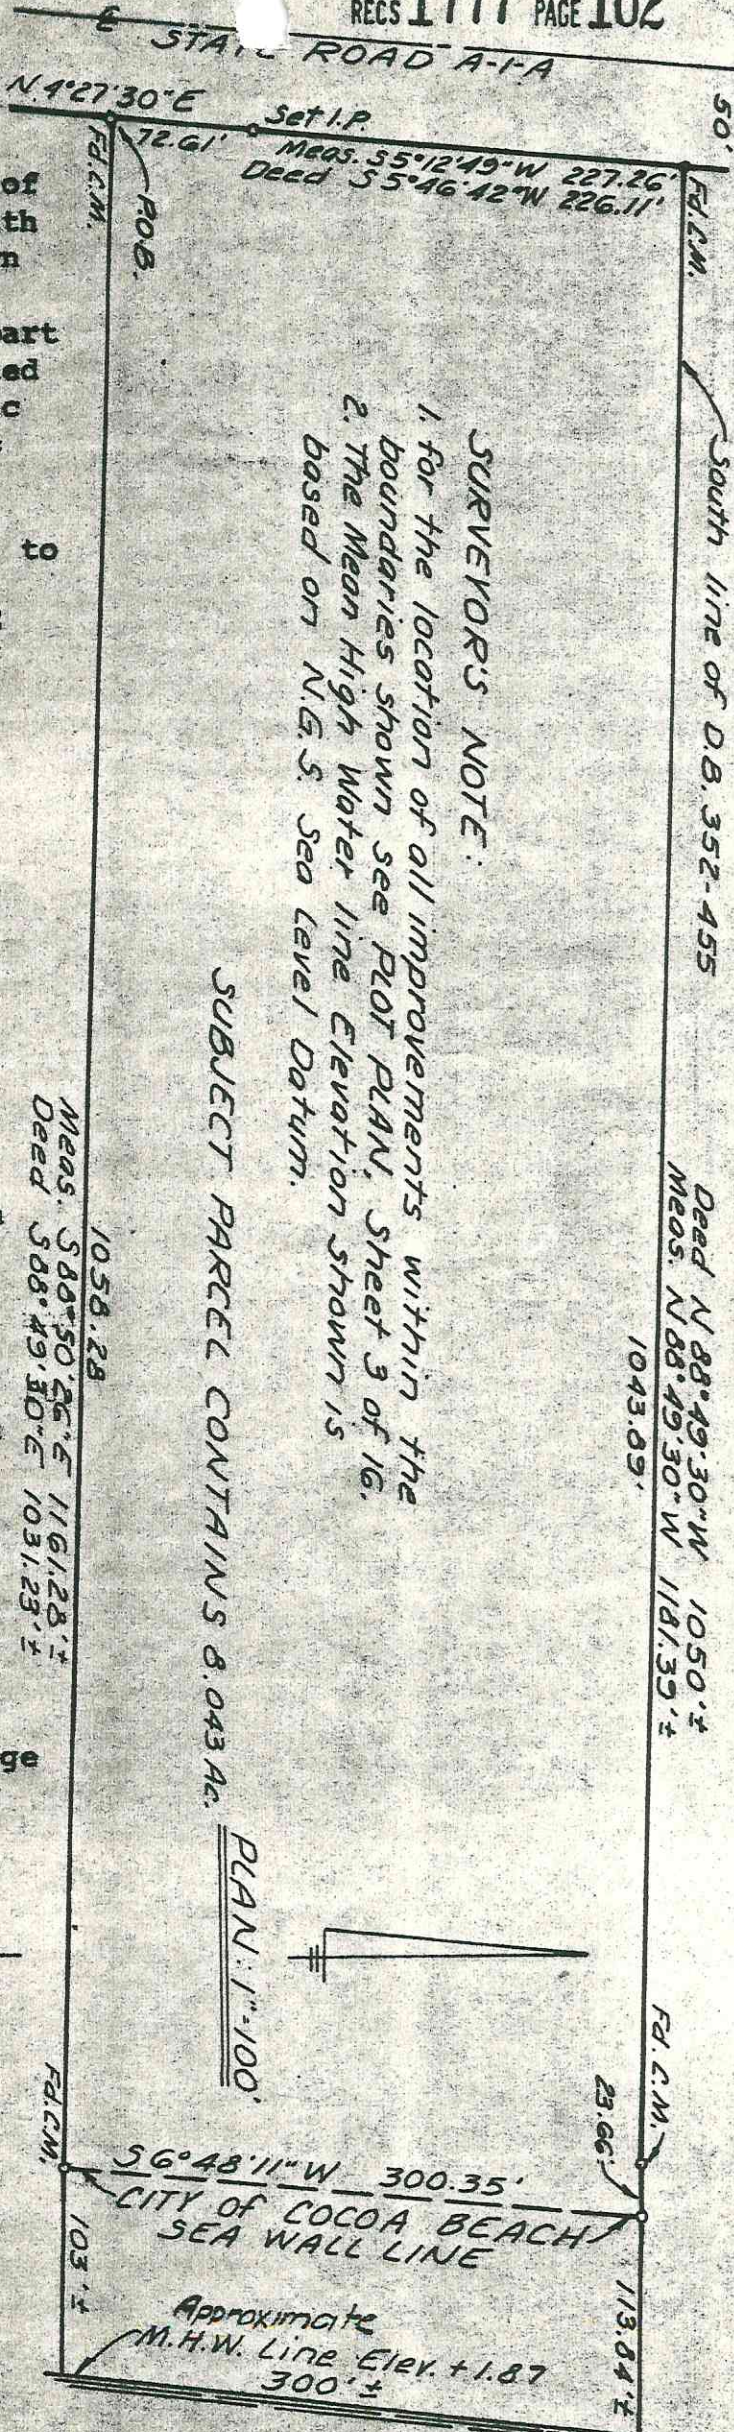 RECS 1777 PAGE 102
STATE ROAD A-1-A
50'
N.4°27'30"E
72.61'
Set I.P.
Meas. S5°12'49"W 227.26'
Deed S5°46'42"W 226.11'
Fd.C.M.
P.O.B.
Fd.C.M.
South line of D.B. 352-455
Deed N88°49'30"W 1050'±
Meas. N88°49'30"W 1181.39'±
1043.89'
SURVEYOR'S NOTE:
1. for the location of all improvements within the
boundaries shown see PLOT PLAN, Sheet 3 of 16.
2. The Mean High Water line Elevation shown is
based on N.G.S. Sea Level Datum.
SUBJECT PARCEL CONTAINS 8.043 Ac.
PLAN: 1"=100'
1058.28
Meas. S88°50'26"E 1161.28'±
Deed S88°49'30"E 1031.23'±
Fd.C.M.
23.66'
Fd.C.M.
S6°48'11"W 300.35'
CITY of COCOA BEACH
SEA WALL LINE
103'±
113.84'±
Approximate
M.H.W. Line Elev. +1.87
300'±
of
th
n
art
ed
c
to
ge